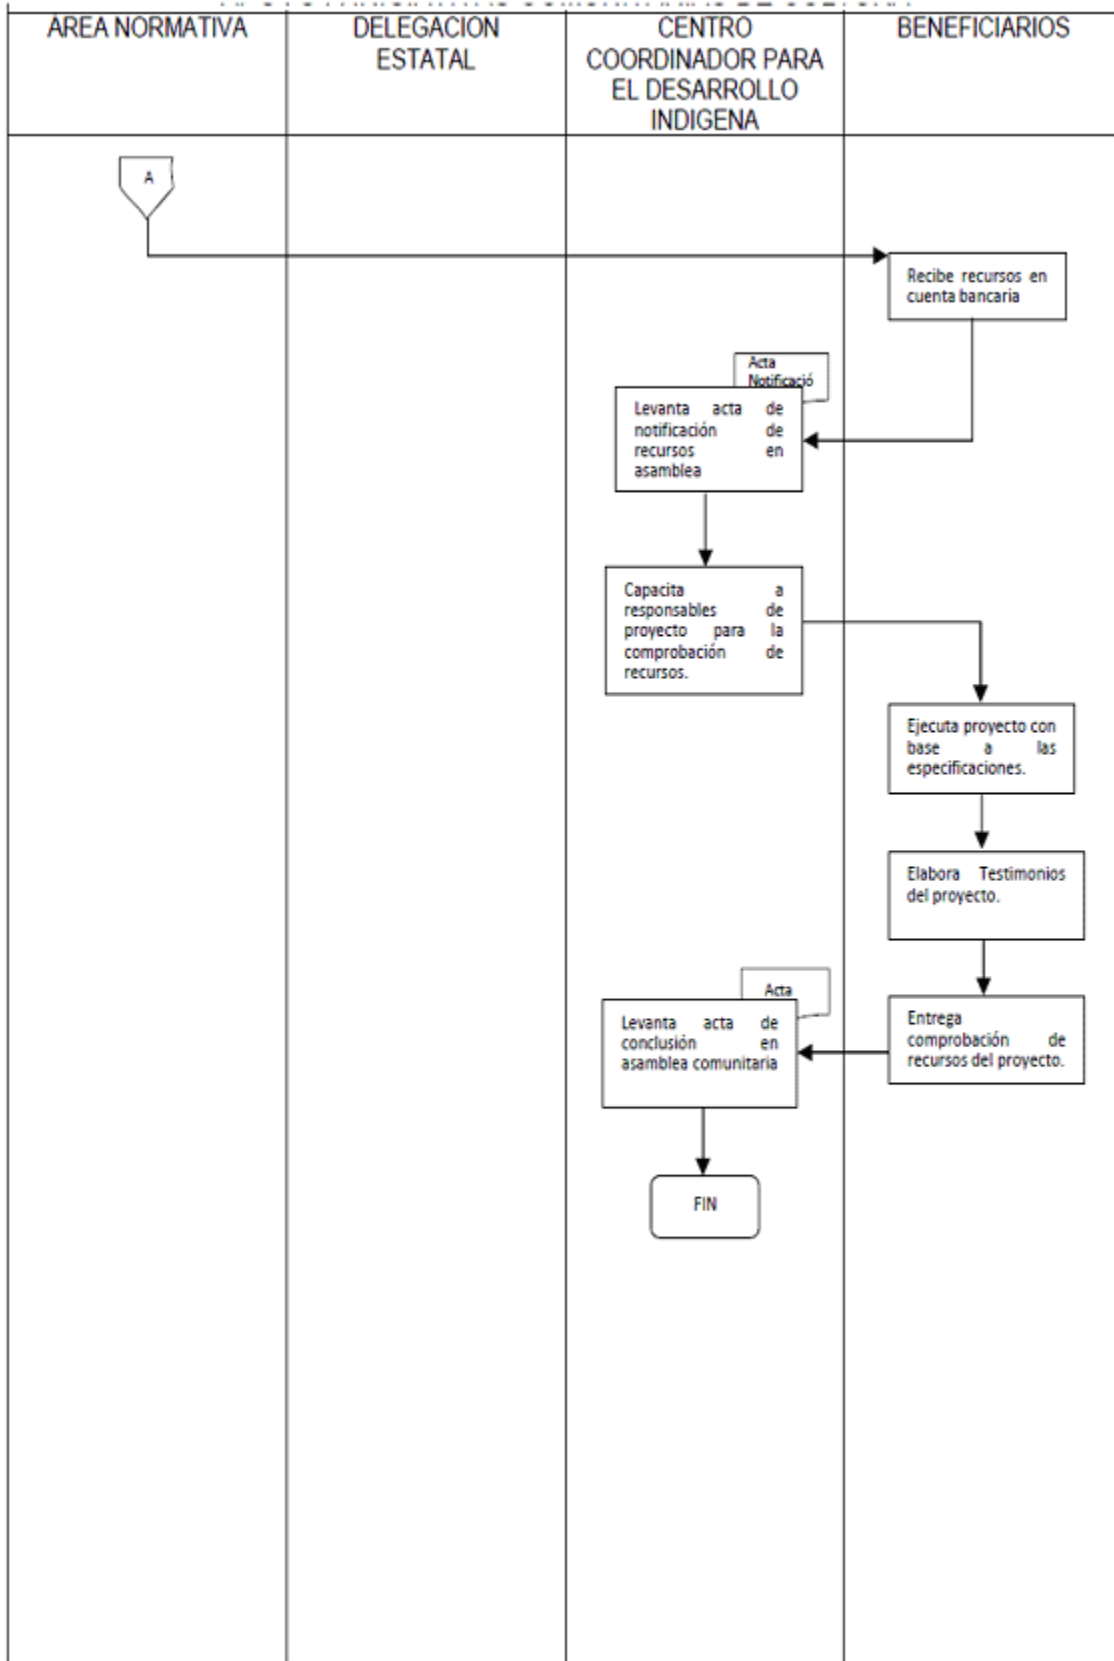 AREA NORMATIVA
DELEGACION
ESTATAL
CENTRO
COORDINADOR PARA
EL DESARROLLO
INDIGENA
BENEFICIARIOS
A
Recibe recursos en
cuenta bancaria
Acta
Notificació
Levanta acta de
notificación de
recursos en
asamblea
Capacita a
responsables de
proyecto para la
comprobación de
recursos.
Ejecuta proyecto con
base a las
especificaciones.
Elabora Testimonios
del proyecto.
Entrega
comprobación de
recursos del proyecto.
Acta
Levanta acta de
conclusión en
asamblea comunitaria
FIN